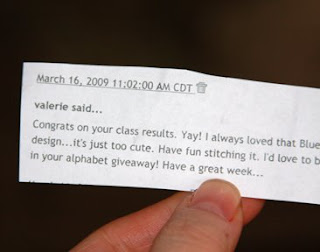 March 16, 2009 11:02:00 AM CDT
valerie said...
Congrats on your class results. Yay! I always loved that Blue
design...it's just too cute. Have fun stitching it. I'd love to b
in your alphabet giveaway! Have a great week...